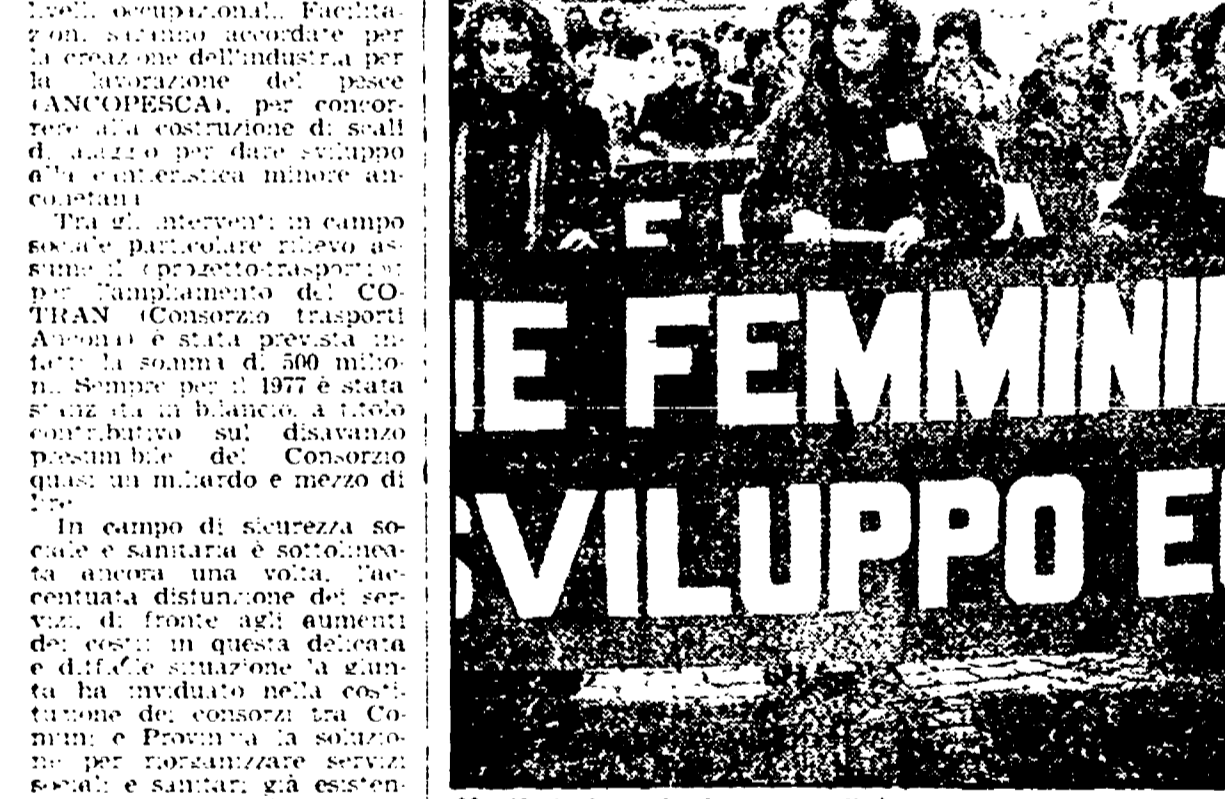 livelli occupazionali. Facilita-
zioni saranno accordate per
la creazione dell'industria per
la lavorazione del pesce
(ANCOPESCA), per concor-
rere alla costruzione di scali
di alaggio per dare sviluppo
alla cantieristica minore an-
conetana
Tra gli interventi in campo
sociale particolare rilievo as-
sume il «progetto-trasporti»:
per l'ampliamento del CO-
TRAN (Consorzio trasporti
Ancona) è stata prevista in-
fatti la somma di 500 milio-
ni. Sempre per il 1977 è stata
stanziata in bilancio, a titolo
contributivo sul disavanzo
presumibile del Consorzio
quasi un miliardo e mezzo di
lire
In campo di sicurezza so-
ciale e sanitaria è sottolinea-
ta ancora una volta, l'ac-
centuata disfunzione dei ser-
vizi, di fronte agli aumenti
dei costi: in questa delicata
e difficile situazione la giun-
ta ha inviduato nella costi-
tuzione dei consorzi tra Co-
muni e Provincia la soluzio-
ne per riorganizzare servizi
sociali e sanitari già esisten-
NE FEMMINI
SVILUPPO E